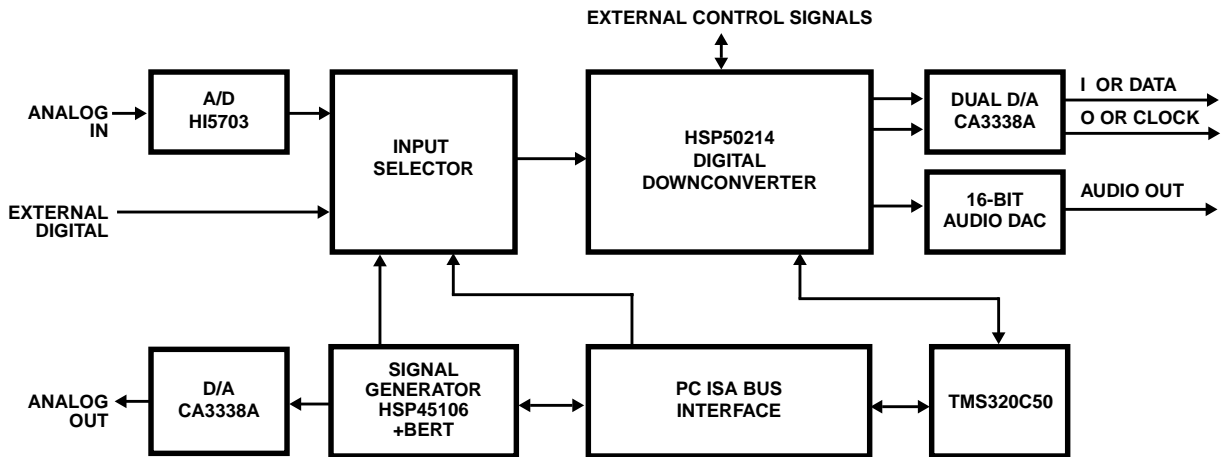 EXTERNAL CONTROL SIGNALS
ANALOG
IN
A/D
HI5703
INPUT
SELECTOR
HSP50214
DIGITAL
DOWNCONVERTER
DUAL D/A
CA3338A
I OR DATA
O OR CLOCK
EXTERNAL
DIGITAL
16-BIT
AUDIO DAC
AUDIO OUT
ANALOG
OUT
D/A
CA3338A
SIGNAL
GENERATOR
HSP45106
+BERT
PC ISA BUS
INTERFACE
TMS320C50